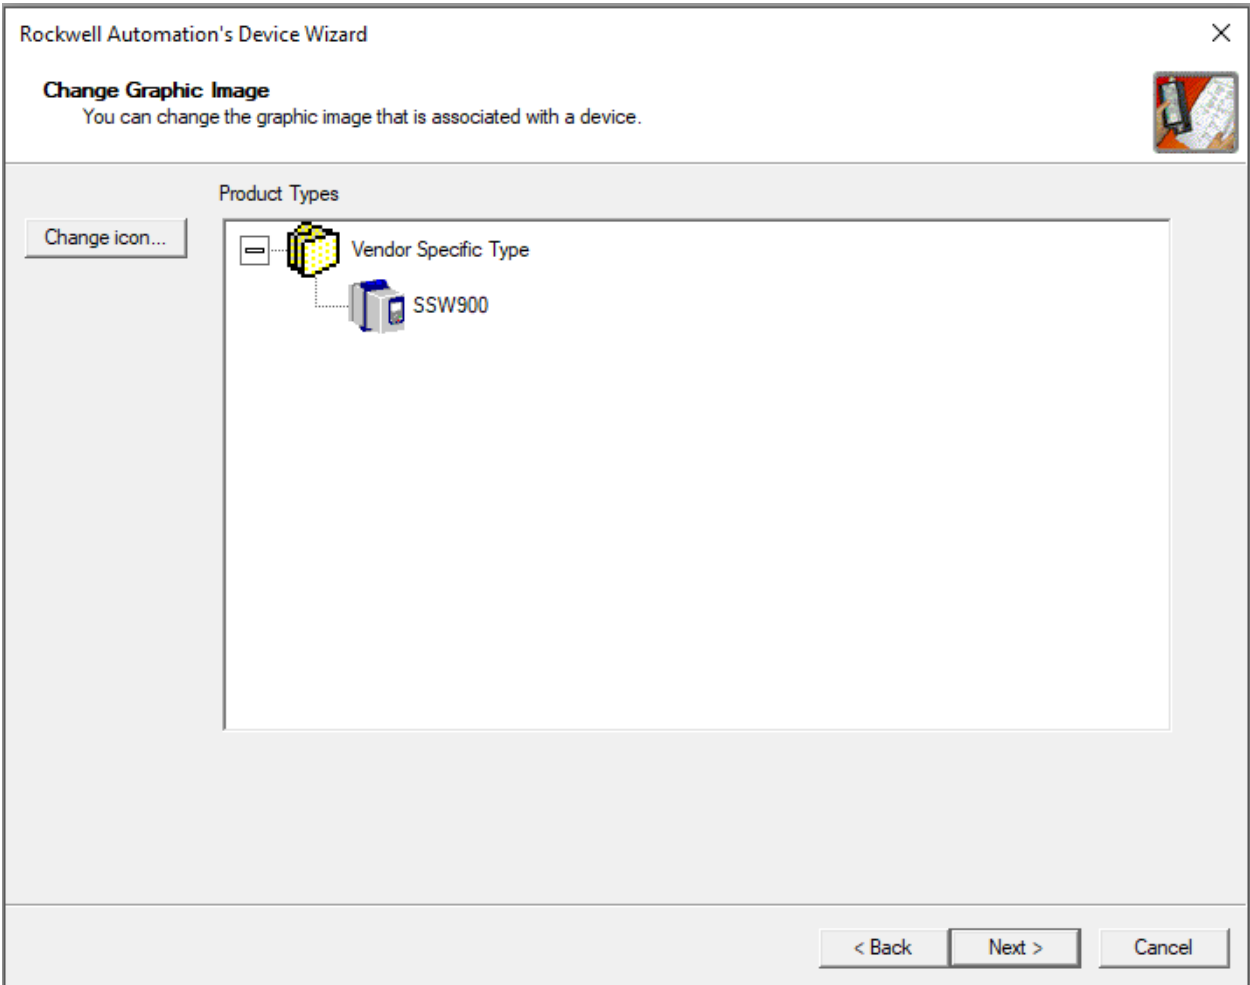 Rockwell Automation's Device Wizard
Change Graphic Image
You can change the graphic image that is associated with a device.
Product Types
Change icon...
Vendor Specific Type
SSW900
< Back
Next >
Cancel